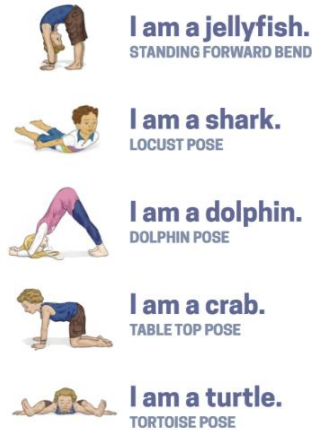 I am a jellyfish.
STANDING FORWARD BEND
I am a shark.
LOCUST POSE
I am a dolphin.
DOLPHIN POSE
I am a crab.
TABLE TOP POSE
I am a turtle.
TORTOISE POSE